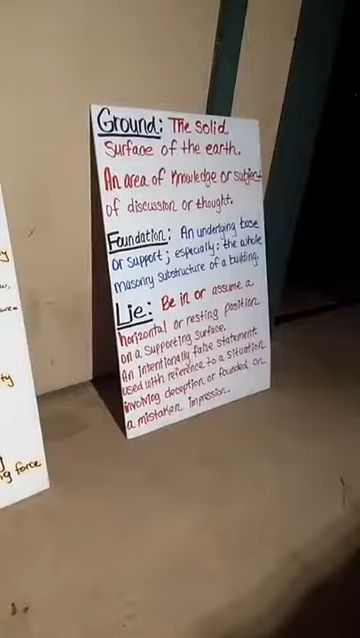 Ground: The solid
Surface of the earth.
An area of knowledge or subject
of discussion or thought.
Foundation: An underlying base
or support; especially: the whole
masonry substructure of a building.
Lie: Be in or assume a
horizontal or resting position
on a supporting surface.
An intentionally false statement
used with reference to a situation
involving deception or founded on
a mistaken impression.
ty
g force